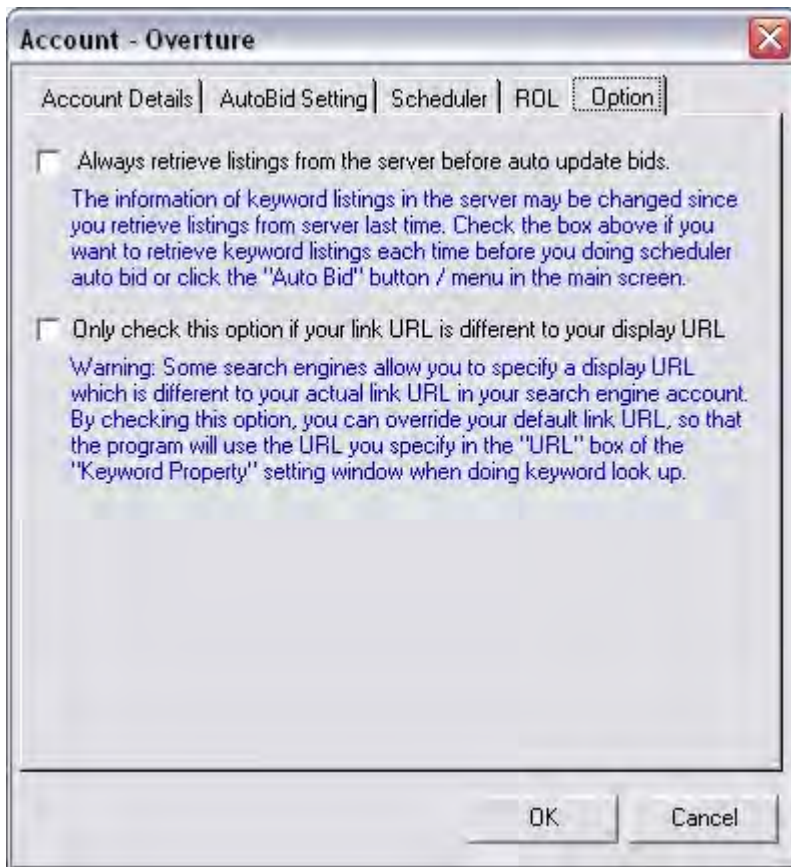 Account - Overture
Account Details AutoBid Setting Scheduler ROL Option
Always retrieve listings from the server before auto update bids.
The information of keyword listings in the server may be changed since
you retrieve listings from server last time. Check the box above if you
want to retrieve keyword listings each time before you doing scheduler
auto bid or click the "Auto Bid" button / menu in the main screen.
Only check this option if your link URL is different to your display URL
Warning: Some search engines allow you to specify a display URL
which is different to your actual link URL in your search engine account.
By checking this option, you can override your default link URL, so that
the program will use the URL you specify in the "URL" box of the
"Keyword Property" setting window when doing keyword look up.
OK Cancel